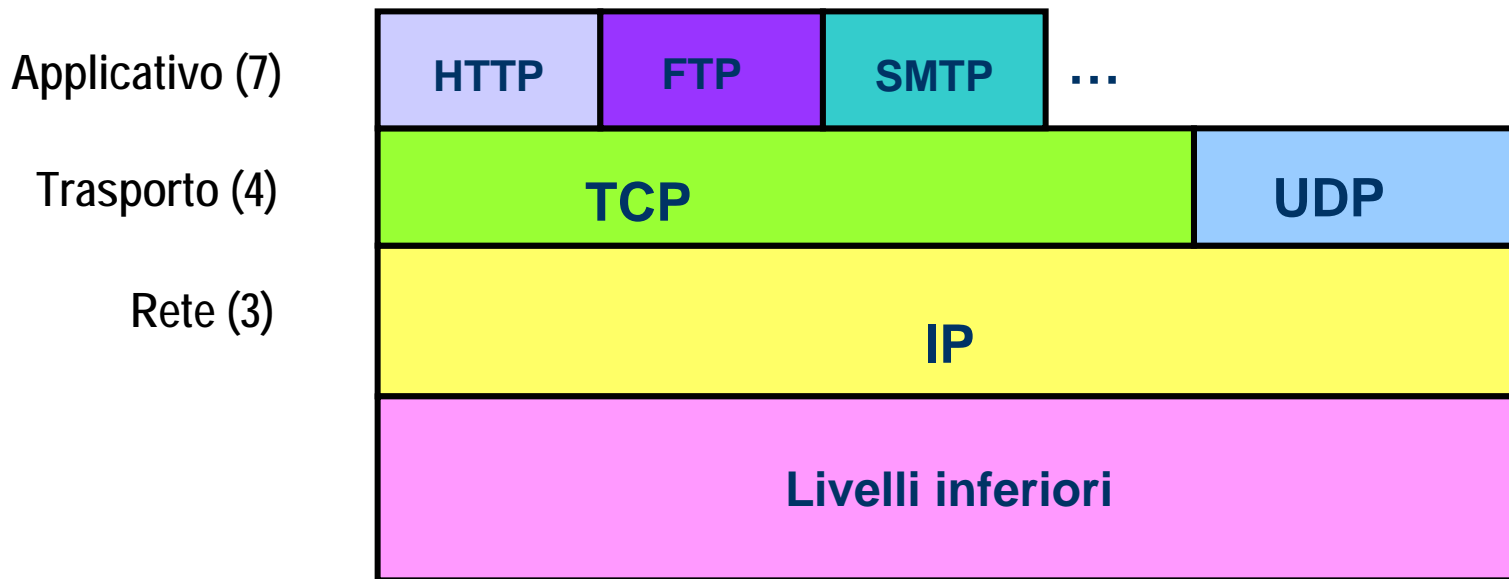 Applicativo (7) HTTP FTP SMTP ...
Trasporto (4) TCP UDP
Rete (3) IP
Livelli inferiori